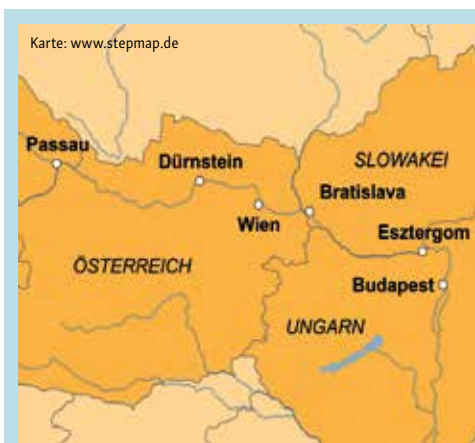 Karte: www.stepmap.de
Passau
Dürnstein
SLOWAKEI
Bratislava
Wien
Esztergom
ÖSTERREICH
Budapest
UNGARN